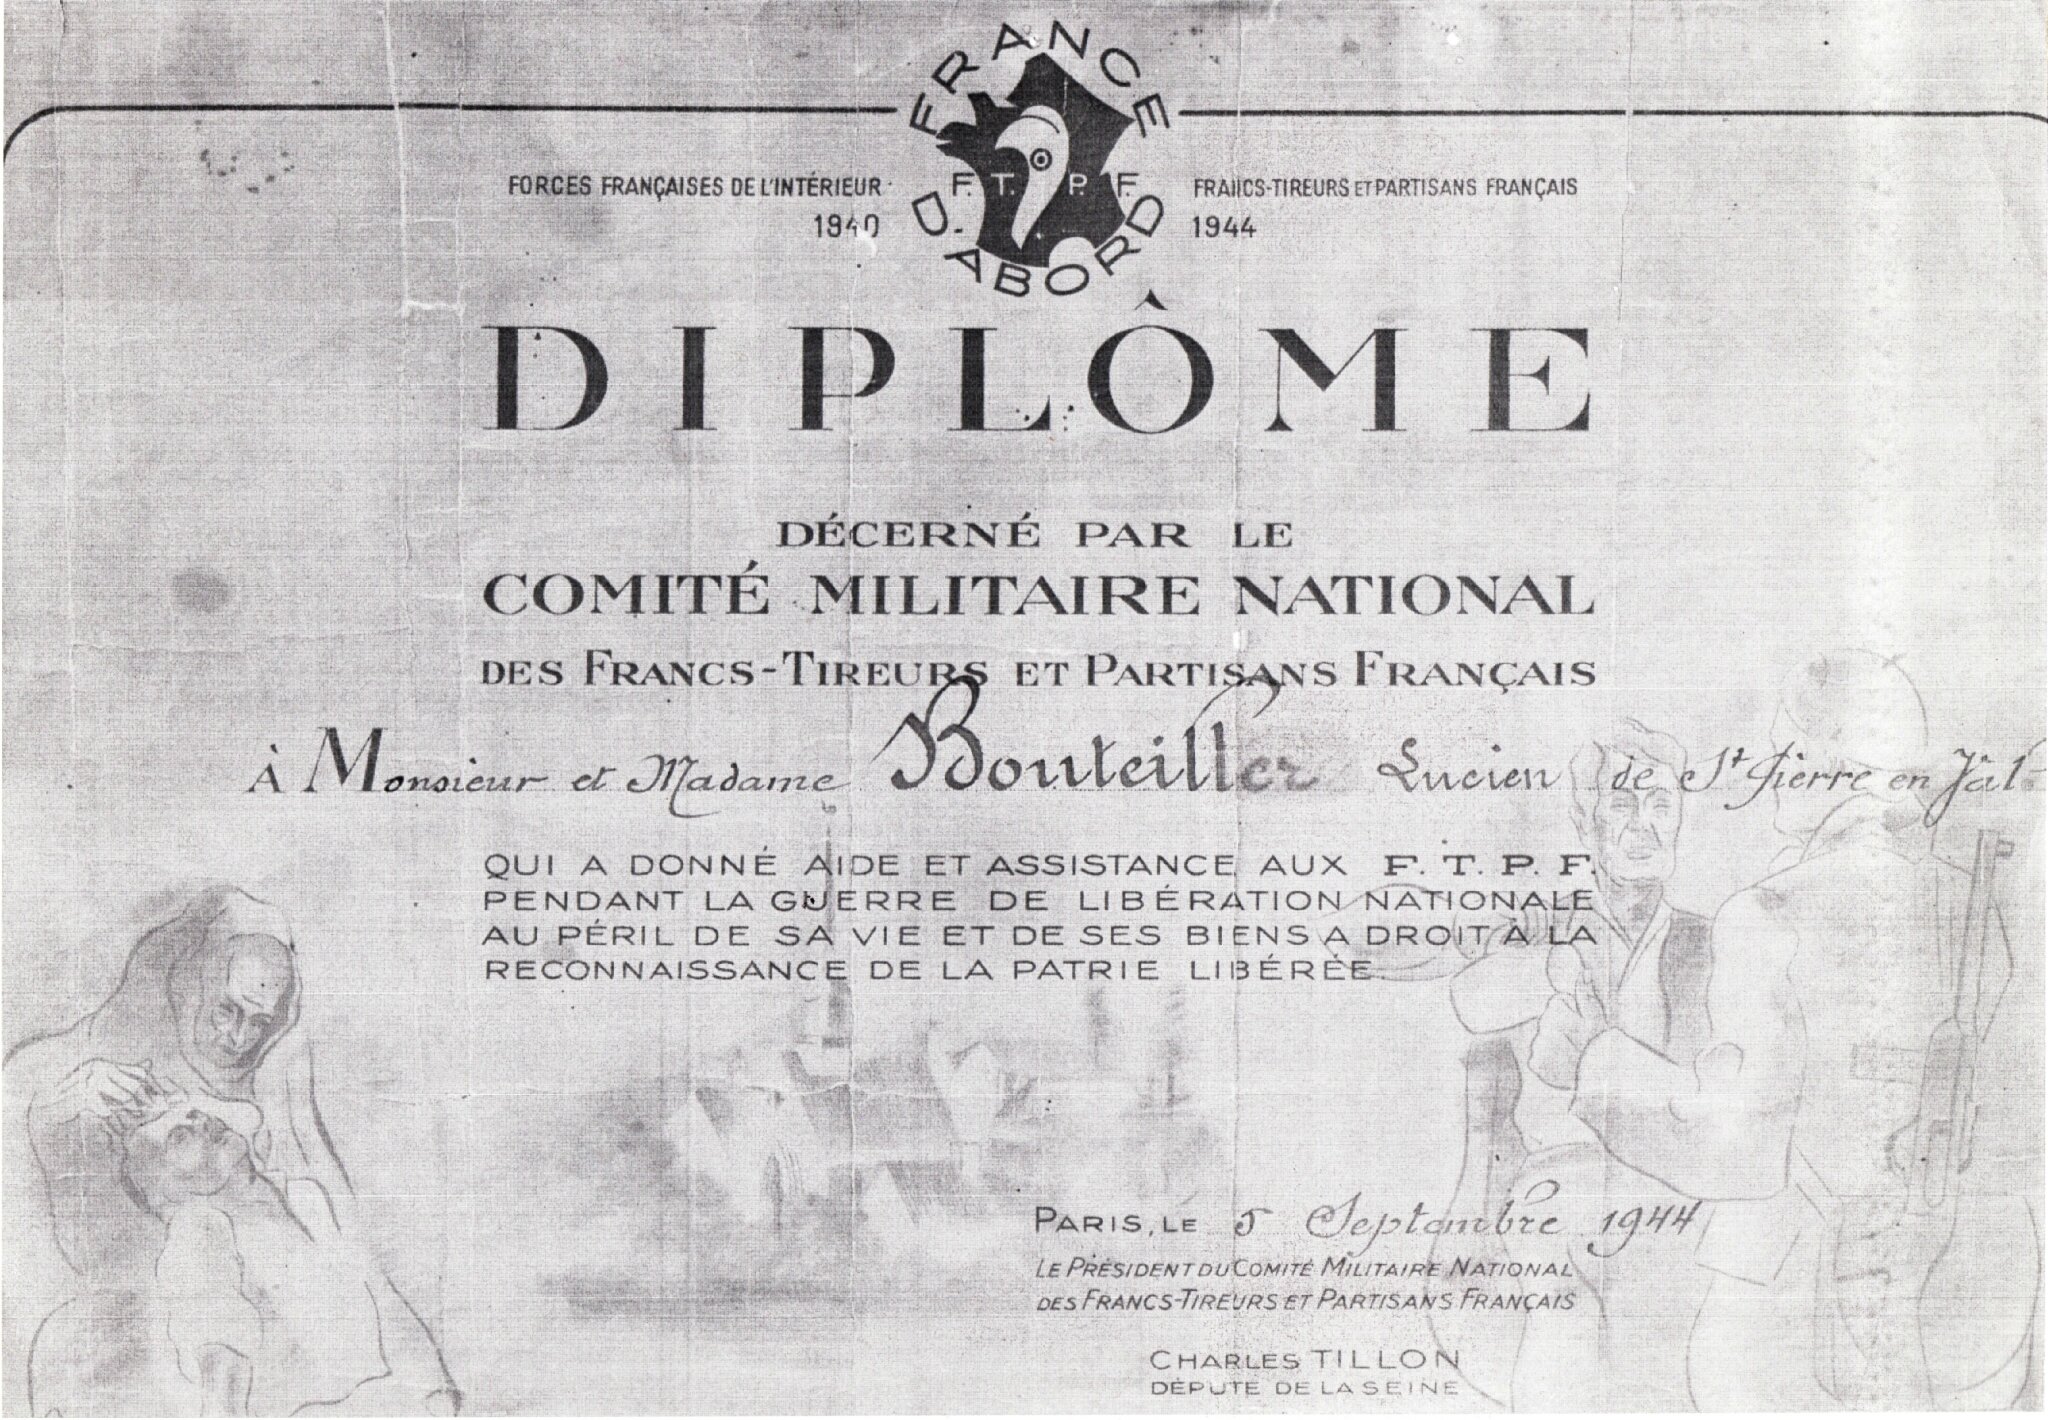 FRANCE
FORCES FRANÇAISES DE L'INTÉRIEUR F. T. P. F. FRANCS-TIREURS ET PARTISANS FRANÇAIS
1940 1944
D'ABORD
DIPLÔME
DÉCERNÉ PAR LE
COMITÉ MILITAIRE NATIONAL
DES FRANCS-TIREURS ET PARTISANS FRANÇAIS
À Monsieur et Madame Bouteiller Lucien de St Pierre en Val
QUI A DONNÉ AIDE ET ASSISTANCE AUX F. T. P. F.
PENDANT LA GUERRE DE LIBÉRATION NATIONALE
AU PÉRIL DE SA VIE ET DE SES BIENS A DROIT À LA
RECONNAISSANCE DE LA PATRIE LIBÉRÉE.
PARIS, LE 5 Septembre 1944
LE PRÉSIDENT DU COMITÉ MILITAIRE NATIONAL
DES FRANCS-TIREURS ET PARTISANS FRANÇAIS
CHARLES TILLON
DÉPUTÉ DE LA SEINE